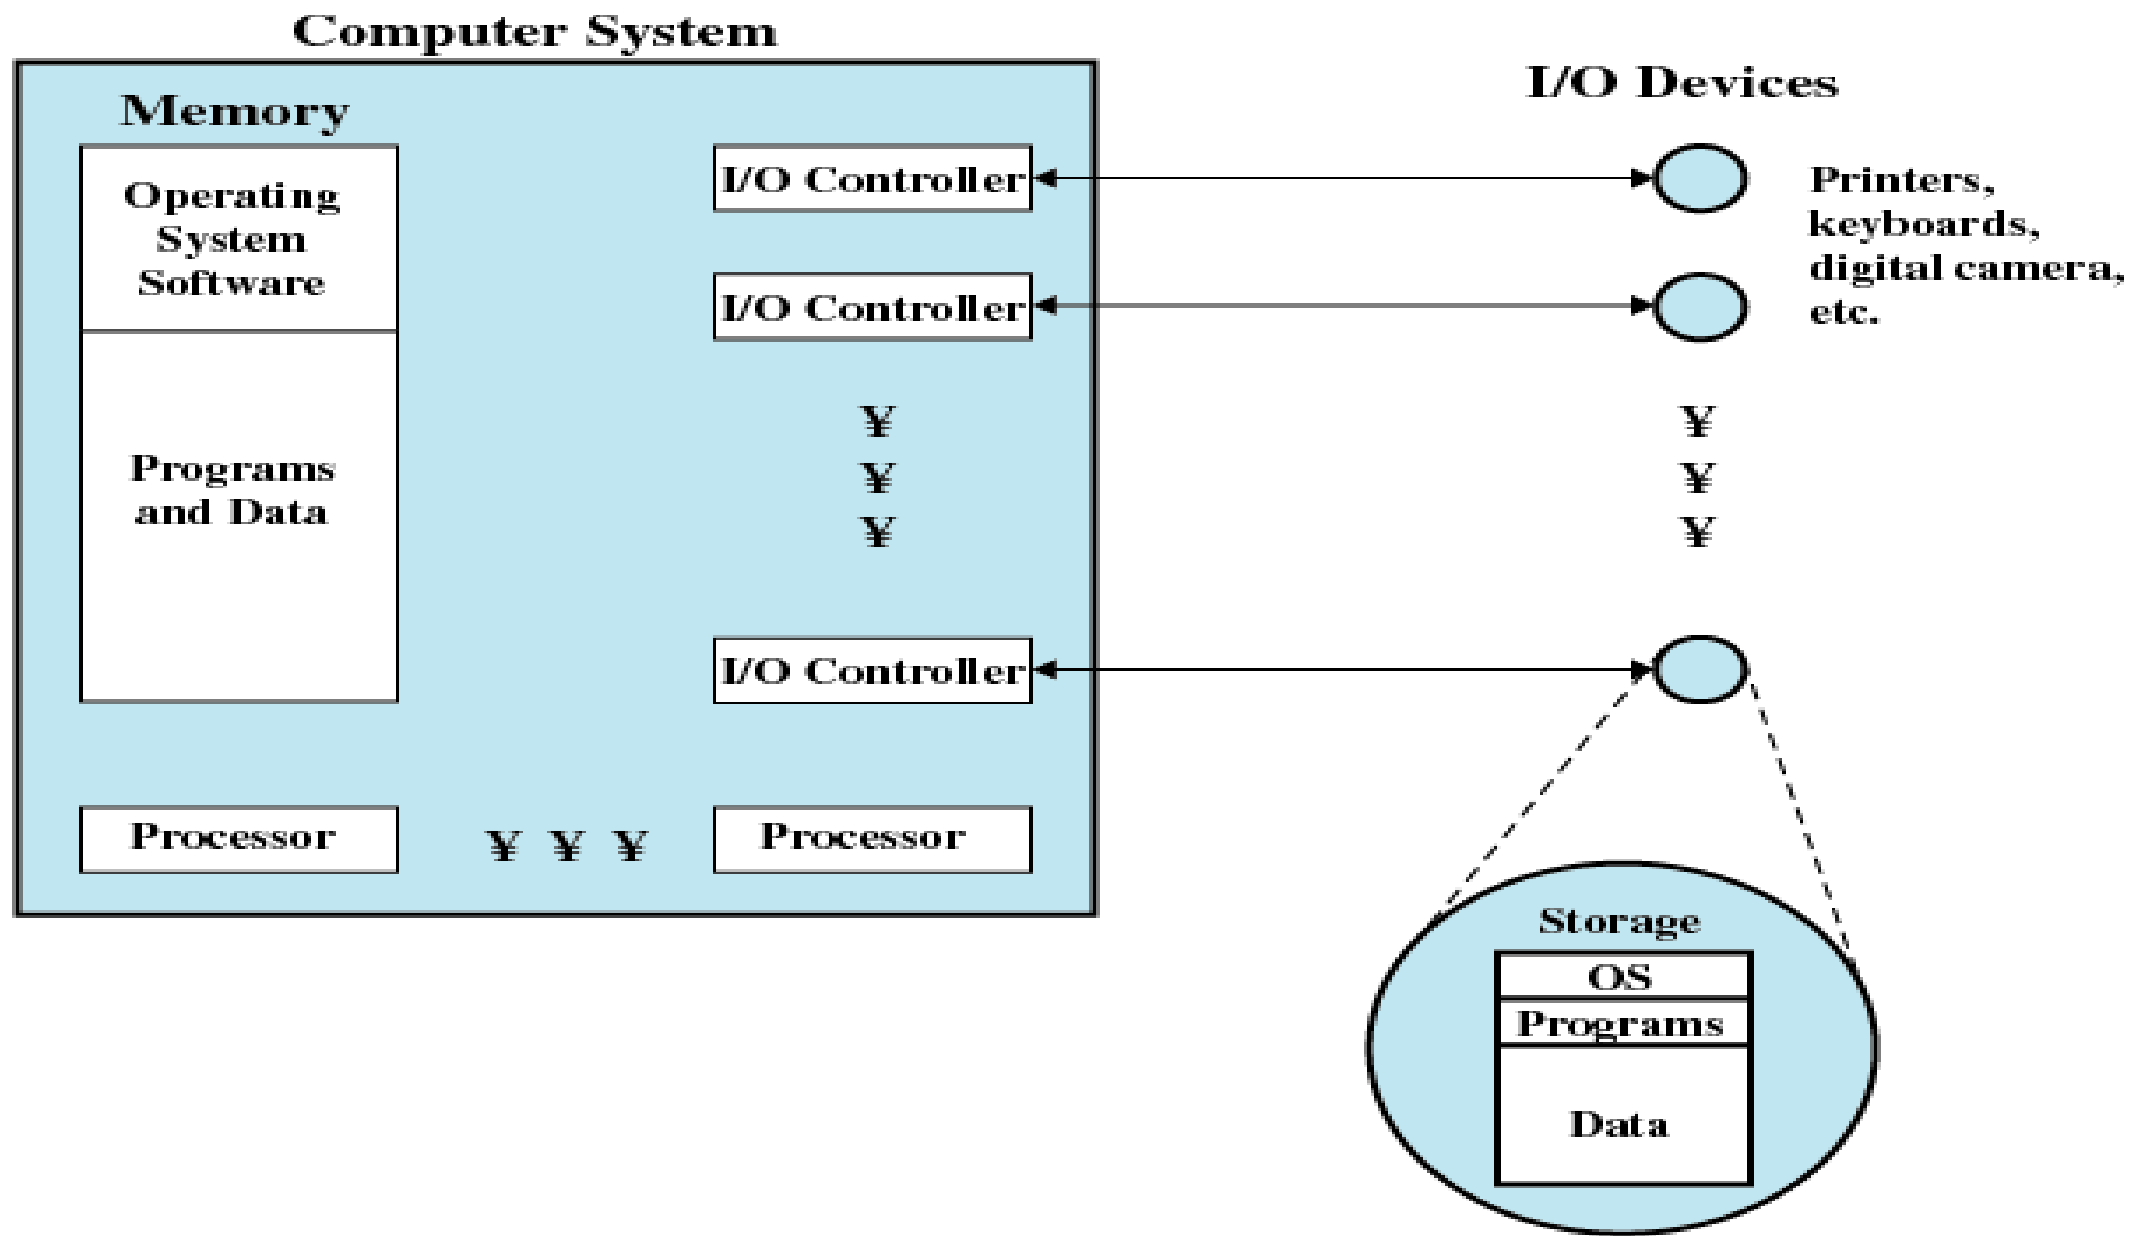 Computer System
I/O Devices
Memory
Operating
System
Software
Programs
and Data
I/O Controller
I/O Controller
¥
¥
¥
I/O Controller
Processor
¥ ¥ ¥
Processor
Printers,
keyboards,
digital camera,
etc.
¥
¥
¥
Storage
OS
Programs
Data